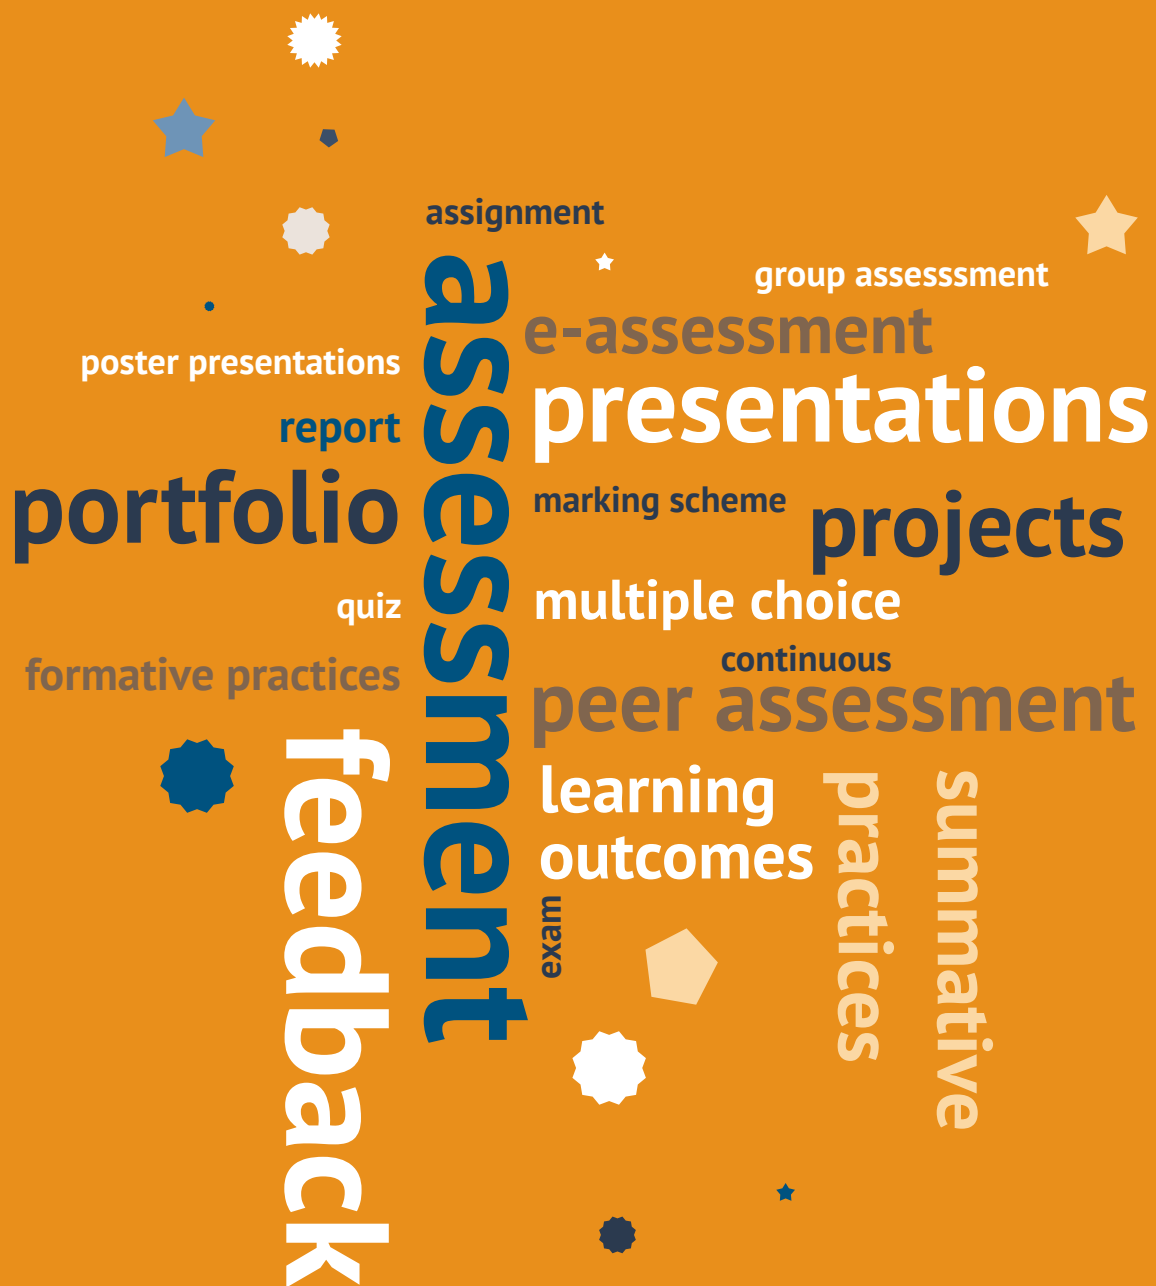 assignment
group assesssment
e-assessment
poster presentations
presentations
report
portfolio
assessment
marking scheme
projects
quiz
multiple choice
continuous
formative practices
peer assessment
feedback
learning
outcomes
practices
summative
exam